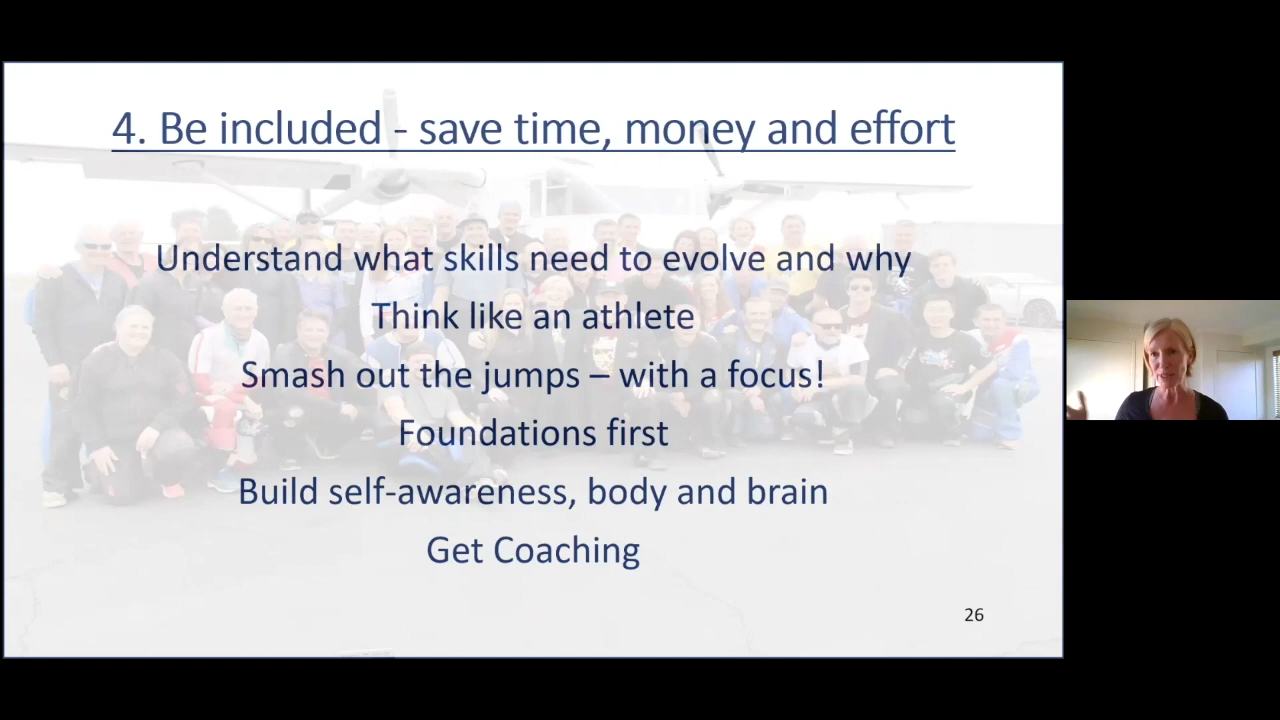 4. Be included - save time, money and effort
Understand what skills need to evolve and why
Think like an athlete
Smash out the jumps – with a focus!
Foundations first
Build self-awareness, body and brain
Get Coaching
26